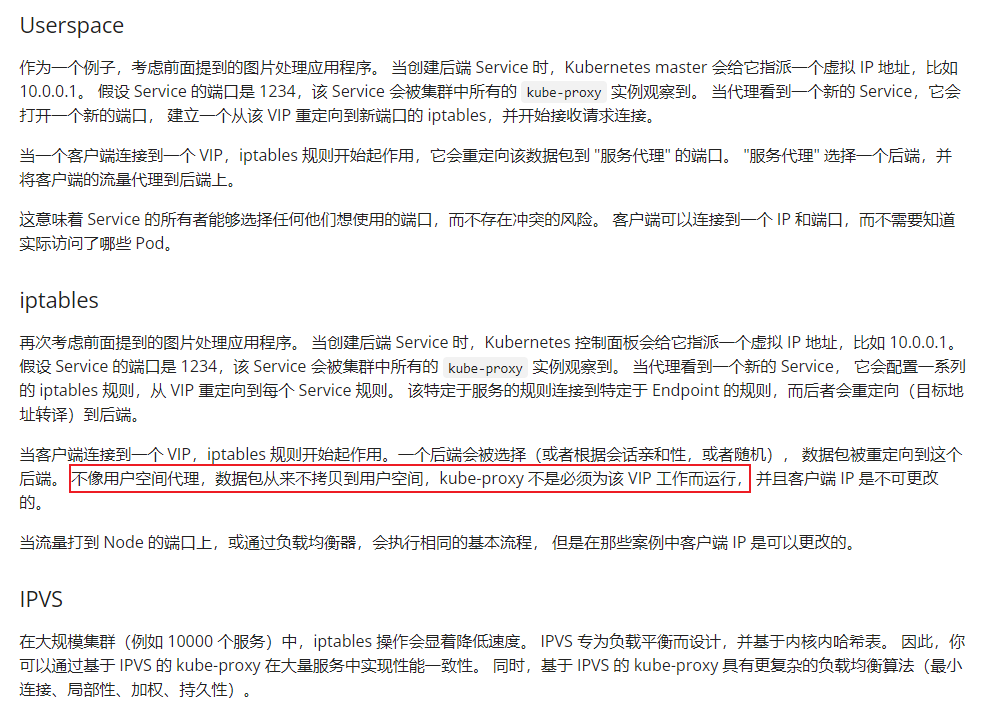 Userspace
作为一个例子，考虑前面提到的图片处理应用程序。 当创建后端 Service 时，Kubernetes master 会给它指派一个虚拟 IP 地址，比如
10.0.0.1。 假设 Service 的端口是 1234，该 Service 会被集群中所有的 kube-proxy 实例观察到。 当代理看到一个新的 Service，它会
打开一个新的端口， 建立一个从该 VIP 重定向到新端口的 iptables，并开始接收请求连接。
当一个客户端连接到一个 VIP，iptables 规则开始起作用，它会重定向该数据包到 "服务代理" 的端口。 "服务代理" 选择一个后端，并
将客户端的流量代理到后端上。
这意味着 Service 的所有者能够选择任何他们想使用的端口，而不存在冲突的风险。 客户端可以连接到一个 IP 和端口，而不需要知道
实际访问了哪些 Pod。
iptables
再次考虑前面提到的图片处理应用程序。 当创建后端 Service 时，Kubernetes 控制面板会给它指派一个虚拟 IP 地址，比如 10.0.0.1。
假设 Service 的端口是 1234，该 Service 会被集群中所有的 kube-proxy 实例观察到。 当代理看到一个新的 Service， 它会配置一系列
的 iptables 规则，从 VIP 重定向到每个 Service 规则。 该特定于服务的规则连接到特定于 Endpoint 的规则，而后者会重定向（目标地
址转译）到后端。
当客户端连接到一个 VIP，iptables 规则开始起作用。一个后端会被选择（或者根据会话亲和性，或者随机）， 数据包被重定向到这个
后端。 不像用户空间代理，数据包从来不拷贝到用户空间，kube-proxy 不是必须为该 VIP 工作而运行， 并且客户端 IP 是不可更改
的。
当流量打到 Node 的端口上，或通过负载均衡器，会执行相同的基本流程， 但是在那些案例中客户端 IP 是可以更改的。
IPVS
在大规模集群（例如 10000 个服务）中，iptables 操作会显着降低速度。 IPVS 专为负载平衡而设计，并基于内核内哈希表。 因此，你
可以通过基于 IPVS 的 kube-proxy 在大量服务中实现性能一致性。 同时，基于 IPVS 的 kube-proxy 具有更复杂的负载均衡算法（最小
连接、局部性、加权、持久性）。